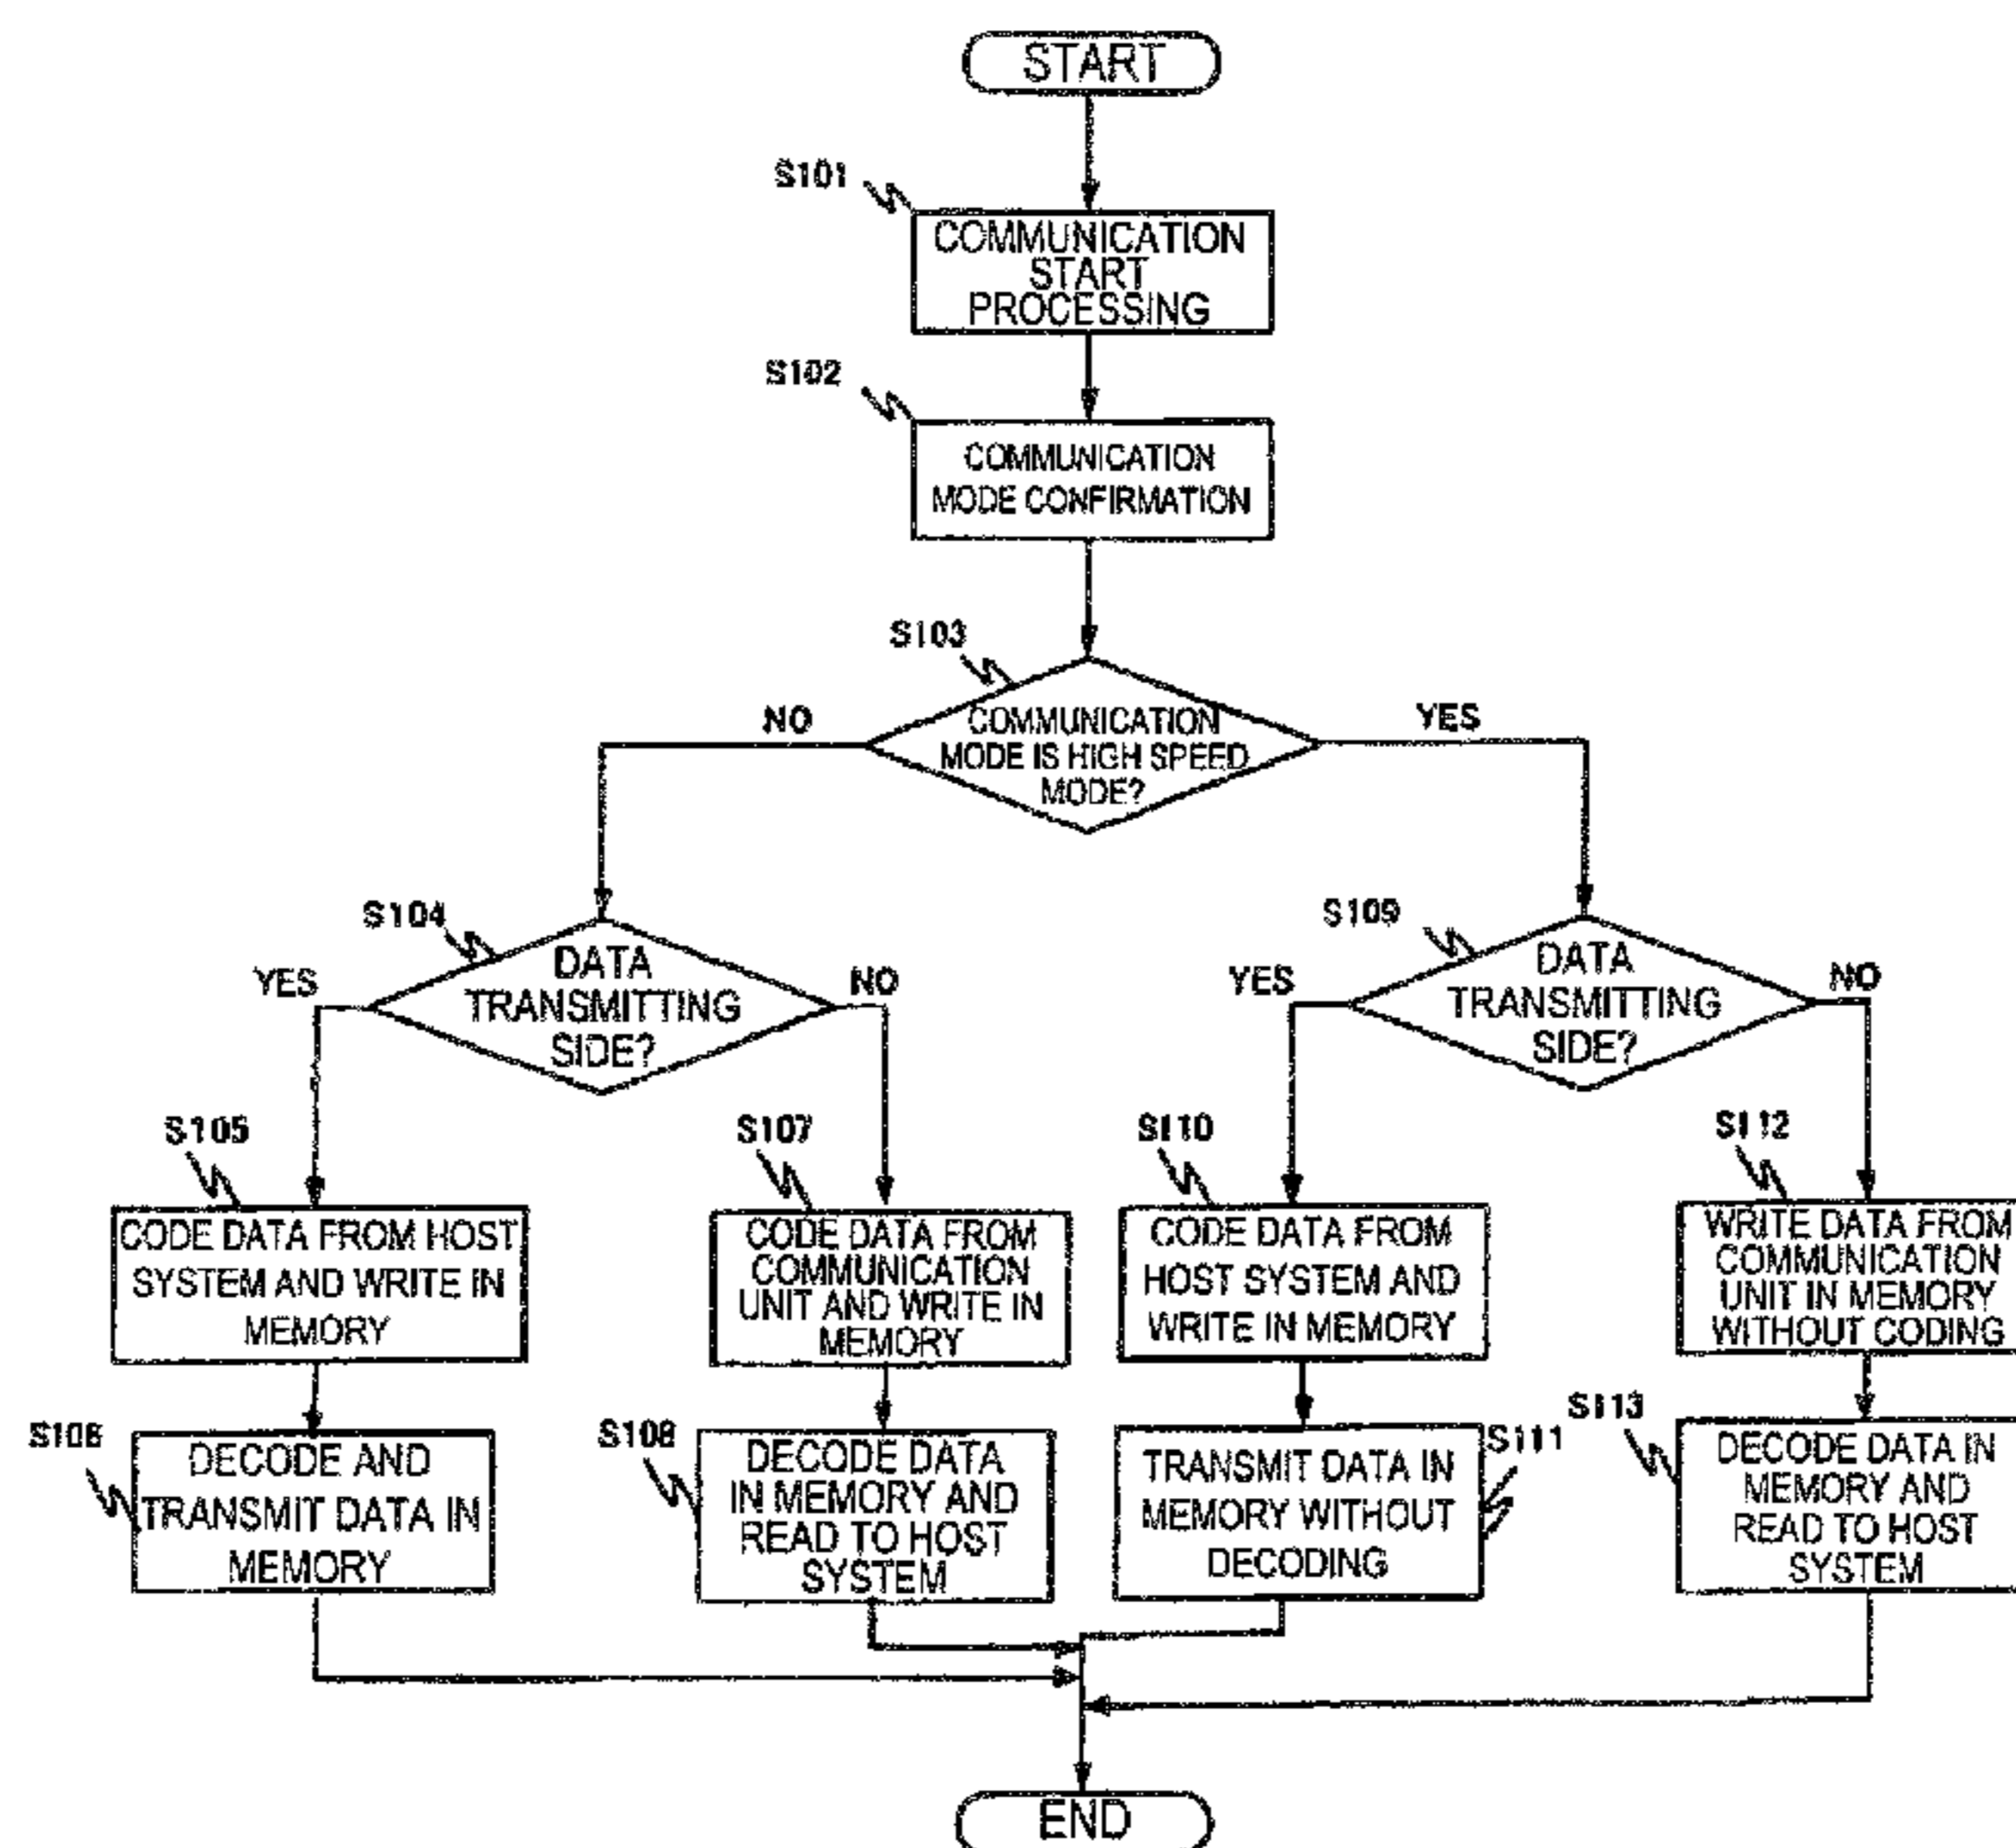 START
S101
COMMUNICATION
START
PROCESSING
S102
COMMUNICATION
MODE CONFIRMATION
S103
NO
YES
COMMUNICATION
MODE IS HIGH SPEED
MODE?
S104
YES
NO
DATA
TRANSMITTING
SIDE?
S109
YES
NO
DATA
TRANSMITTING
SIDE?
S105
CODE DATA FROM HOST
SYSTEM AND WRITE IN
MEMORY
S107
CODE DATA FROM
COMMUNICATION
UNIT AND WRITE IN
MEMORY
S110
CODE DATA FROM
HOST SYSTEM AND
WRITE IN MEMORY
S112
WRITE DATA FROM
COMMUNICATION
UNIT IN MEMORY
WITHOUT CODING
S106
DECODE AND
TRANSMIT DATA IN
MEMORY
S108
DECODE DATA
IN MEMORY AND
READ TO HOST
SYSTEM
S111
TRANSMIT DATA IN
MEMORY WITHOUT
DECODING
S113
DECODE DATA IN
MEMORY AND
READ TO HOST
SYSTEM
END